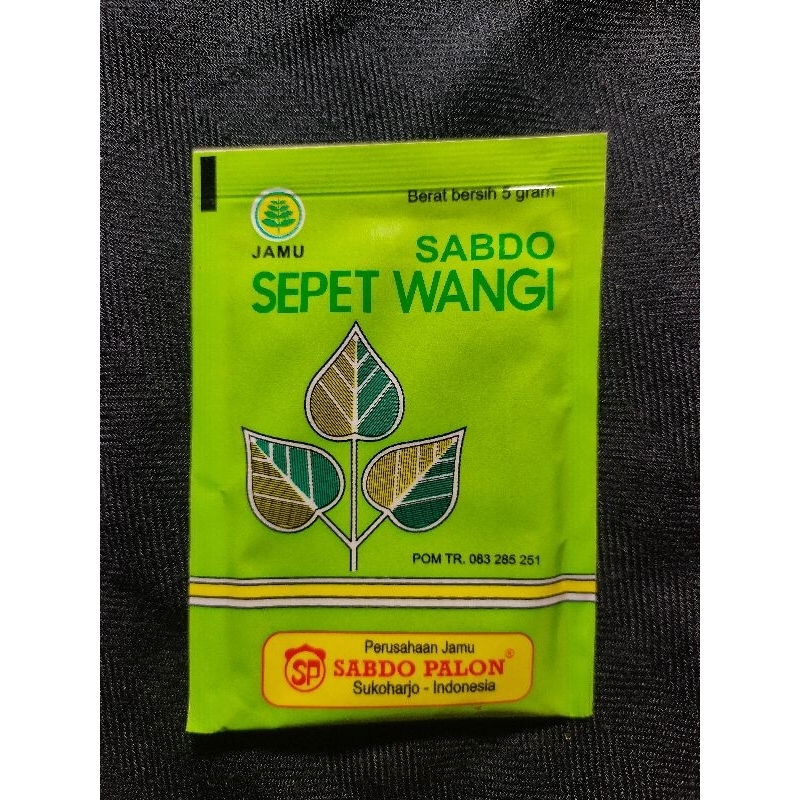 Berat bersih 5 gram
JAMU
SABDO
SEPET WANGI
POM TR. 083 285 251
Perusahaan Jamu
SP SABDO PALON®
Sukoharjo - Indonesia